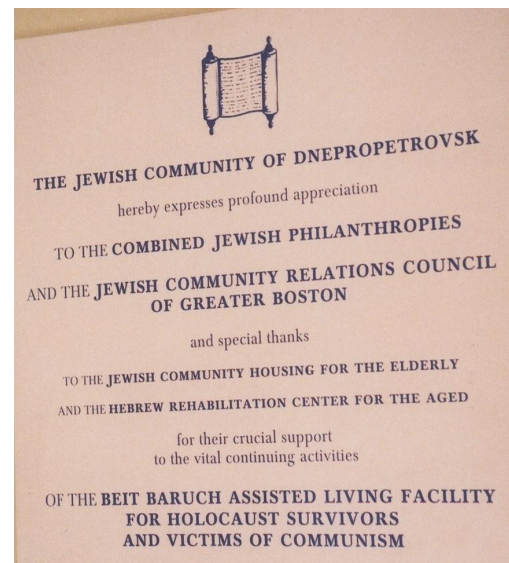 THE JEWISH COMMUNITY OF DNEPROPETROVSK
hereby expresses profound appreciation
TO THE COMBINED JEWISH PHILANTHROPIES
AND THE JEWISH COMMUNITY RELATIONS COUNCIL
OF GREATER BOSTON
and special thanks
TO THE JEWISH COMMUNITY HOUSING FOR THE ELDERLY
AND THE HEBREW REHABILITATION CENTER FOR THE AGED
for their crucial support
to the vital continuing activities
OF THE BEIT BARUCH ASSISTED LIVING FACILITY
FOR HOLOCAUST SURVIVORS
AND VICTIMS OF COMMUNISM